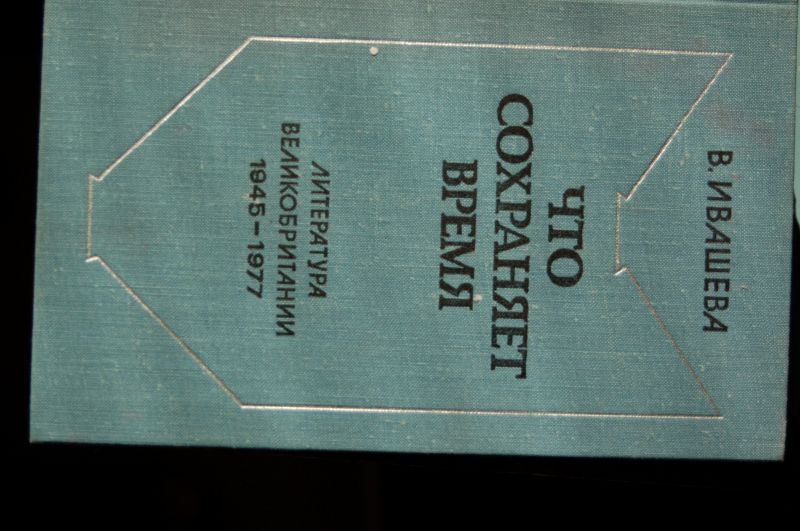 В. ИВАШЕВА
ЧТО
СОХРАНЯЕТ
ВРЕМЯ
ЛИТЕРАТУРА
ВЕЛИКОБРИТАНИИ
1945–1977